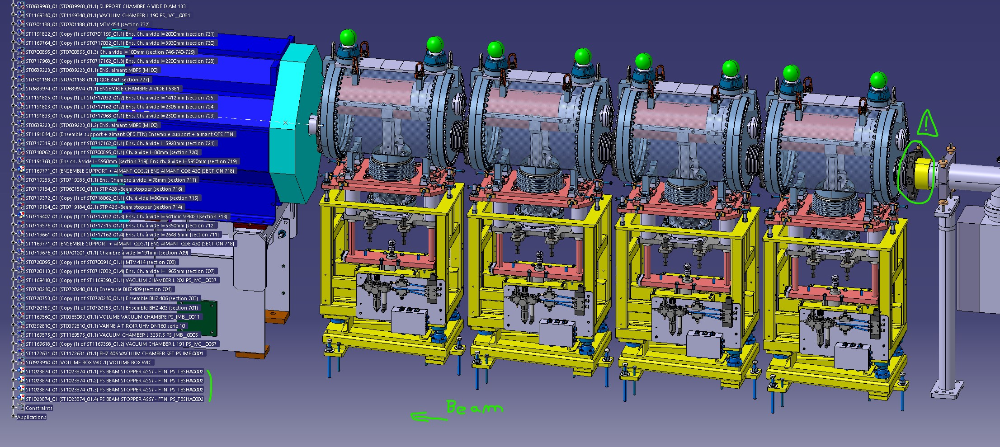 ST0689968_01 (ST0689968_01.1) SUPPORT CHAMBRE A VIDE DIAM 133
ST1169340_01 (ST1169340_01.1) VACUUM CHAMBER L 190 PS_IVC__0081
ST0701188_01 (ST0701188_01.1) MTV 454 (section 732)
ST1191822_01 (Copy (1) of ST0701199_01.1) Ens. Ch. a vide l=2000mm (section 731)
ST1169764_01 (Copy (1) of ST0717032_01.1) Ens. Ch. a vide l=3930mm (section 730)
ST0700895_01 (ST0700895_01.3) Ch. a vide l=100mm (section 746-740-729)
ST0717968_01 (Copy (1) of ST0717162_01.3) Ens. Ch. a vide l=2200mm (section 728)
ST0689223_01 (ST0689223_01.1) ENS. aimant MBPS (M100)
ST0701198_01 (ST0701198_01.1) QDE 450 (section 727)
ST0689974_01 (ST0689974_01.1) ENSEMBLE CHAMBRE A VIDE l 5381
ST1191825_01 (Copy (1) of ST0717032_01.2) Ens. Ch. à vide l=1412mm (section 725)
ST1191823_01 (Copy (1) of ST0717162_01.2) Ens. Ch. à vide l=2305mm (section 724)
ST1191833_01 (Copy (1) of ST0717968_01.1) Ens. Ch. à vide l=2300mm (section 723)
ST0689223_01 (ST0689223_01.2) ENS. aimant MBPS (M100)
ST1191844_01 (Ensemble support + aimant QFS FTN) Ensemble support + aimant QFS FTN
ST0717319_01 (Copy (1) of ST0717032_01.1) Ens. Ch. à vide l=5928mm (section 721)
ST0718062_01 (Copy (1) of ST0700895_01.1) Ch. a vide l=80mm (section 720)
ST1191768_01 (Ens ch. à vide l=5950mm (section 719)) Ens ch. à vide l=5950mm (section 719)
ST1169771_01 (ENSEMBLE SUPPORT + AIMANT QDS.2) ENS AIMANT QDE 430 (SECTION 718)
ST0719283_01 (ST0719283_01.1) Ens. Chambre à vide l=98mm (section 717)
ST0719184_01 (ST0601590_01.1) STP 428 -Beam stopper (section 716)
ST0719372_01 (Copy (1) of ST0718062_01.1) Ch. à vide l=80mm (section 715)
ST0719184_02 (ST0719184_02.1) STP 426 -Beam stopper (section 714)
ST0719407_01 (Copy (1) of ST0717032_01.3) Ens. Ch. à vide l=941mm VPI423(section 713)
ST0719576_01 (Copy (1) of ST0717319_01.1) Ens. Ch. à vide l=5350mm (section 712)
ST0719661_01 (Copy (1) of ST0717162_01.4) Ens. Ch. à vide l=2648.5mm (section 711)
ST1169771_01 (ENSEMBLE SUPPORT + AIMANT QDS.1) ENS AIMANT QDE 430 (SECTION 718)
ST0719676_01 (Copy (1) of ST0701201_01.1) Chambre à vide l=191mm (section 709)
ST0720095_01 (Copy (1) of ST0700916_01.1) MTV 414 (section 708)
ST0720113_01 (Copy (1) of ST0717032_01.4) Ens. Ch. a vide l=1965mm (section 707)
ST1169418_01 (Copy (1) of ST1169398_01.1) VACUUM CHAMBER L 202 PS_IVC__0037
ST0720240_01 (ST0720240_01.1) Ensemble BHZ 409 (section 704)
ST0720753_01 (Copy (1) of ST0720240_01.1) Ensemble BHZ 406 (section 703)
ST0720759_01 (Copy (1) of ST0720753_01.1) Ensemble BHZ 403 (section 701)
ST1169560_01 (ST0365089_01.1) VOLUME VACUUM CHAMBRE PS_IMB__0011
ST0392810_01 (ST0392810_01.1) VANNE A TIROIR UHV DN160 serie 10
ST1169575_01 (ST1169575_01.1) VACUUM CHAMBER L 3237.5 PS_IMB__0005
ST1169618_01 (Copy (1) of ST1169398_01.2) VACUUM CHAMBER L 191 PS_IVC__0067
ST1172631_01 (ST1172631_01.1) BHZ 406 VACUUM CHAMBER SET PS IMB 0001
ST0923910_01 (VOLUME BOX WIC.1) VOLUME BOX WIC
ST1023874_01 (ST1023874_01.1) PS BEAM STOPPER ASSY - FTN PS_TBSHA0002
ST1023874_01 (ST1023874_01.2) PS BEAM STOPPER ASSY - FTN PS_TBSHA0002
ST1023874_01 (ST1023874_01.3) PS BEAM STOPPER ASSY - FTN PS_TBSHA0002
ST1023874_01 (ST1023874_01.4) PS BEAM STOPPER ASSY - FTN PS_TBSHA0002
Constraints
Applications
Beam
!